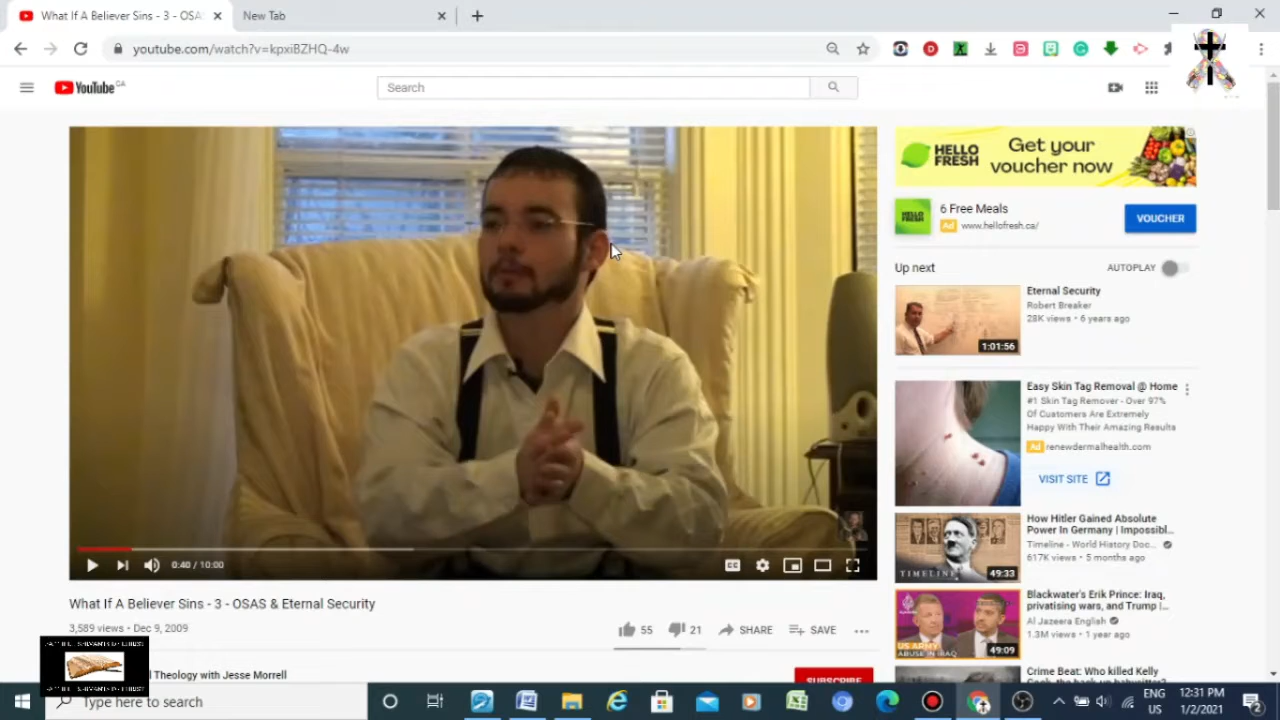 What If A Believer Sins - 3 - OSAS
New Tab
youtube.com/watch?v=kpxiBZHQ-4w
YouTube CA
Search
HELLO FRESH
Get your voucher now
6 Free Meals
Ad www.hellofresh.ca/
VOUCHER
Up next
AUTOPLAY
Eternal Security
Robert Breaker
28K views • 6 years ago
1:01:56
Easy Skin Tag Removal @ Home
#1 Skin Tag Remover - Over 97%
Of Customers Are Extremely
Happy With Their Amazing Results
Ad renewdermalhealth.com
VISIT SITE
How Hitler Gained Absolute
Power In Germany | Impossibl...
Timeline - World History Doc...
617K views • 5 months ago
TIMELINE
49:33
Blackwater's Erik Prince: Iraq,
privatising wars, and Trump |...
Al Jazeera English
1.3M views • 1 year ago
US ARMY
ABUSE IN IRAQ
49:09
Crime Beat: Who killed Kelly
0:40 / 10:00
CC
What If A Believer Sins - 3 - OSAS & Eternal Security
3,589 views • Dec 9, 2009
55
21
SHARE
SAVE
l Theology with Jesse Morrell
SUBSCRIBE
Type here to search
ENG
US
12:31 PM
1/2/2021
2